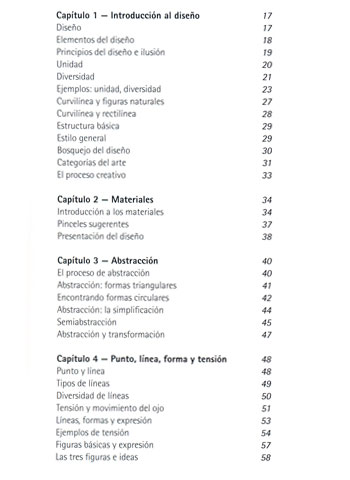 Capítulo 1 — Introducción al diseño 17
Diseño 17
Elementos del diseño 18
Principios del diseño e ilusión 19
Unidad 20
Diversidad 21
Ejemplos: unidad, diversidad 23
Curvilínea y figuras naturales 27
Curvilínea y rectilínea 28
Estructura básica 29
Estilo general 29
Bosquejo del diseño 30
Categorías del arte 31
El proceso creativo 33
Capítulo 2 — Materiales 34
Introducción a los materiales 34
Pinceles sugerentes 37
Presentación del diseño 38
Capítulo 3 — Abstracción 40
El proceso de abstracción 40
Abstracción: formas triangulares 41
Encontrando formas circulares 42
Abstracción: la simplificación 44
Semiabstracción 45
Abstracción y transformación 47
Capítulo 4 — Punto, línea, forma y tensión 48
Punto y línea 48
Tipos de líneas 49
Diversidad de líneas 50
Tensión y movimiento del ojo 51
Líneas, formas y expresión 53
Ejemplos de tensión 54
Figuras básicas y expresión 57
Las tres figuras e ideas 58